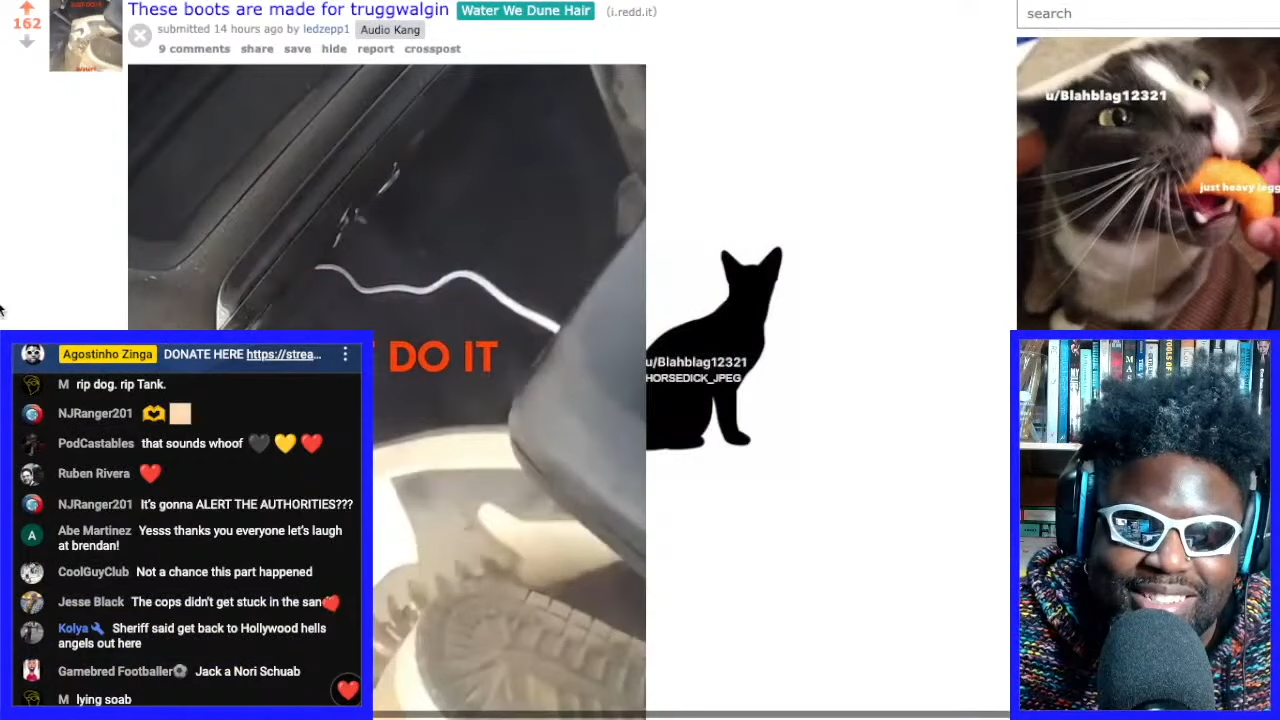 162
These boots are made for truggwalgin Water We Dune Hair (i.redd.it)
submitted 14 hours ago by ledzepp1 Audio Kang
9 comments share save hide report crosspost
search
u/Blahblag12321
just heavy legg
DO IT
u/Blahblag12321
HORSEDICK_JPEG
Agostinho Zinga DONATE HERE https://strea...
M rip dog. rip Tank.
NJRanger201
PodCastables that sounds whoof
Ruben Rivera
NJRanger201 It's gonna ALERT THE AUTHORITIES???
A
Abe Martinez Yesss thanks you everyone let's laugh
at brendan!
CoolGuyClub Not a chance this part happened
Jesse Black The cops didn't get stuck in the san
Kolya Sheriff said get back to Hollywood hells
angels out here
Gamebred Footballer Jack a Nori Schuab
M lying soab